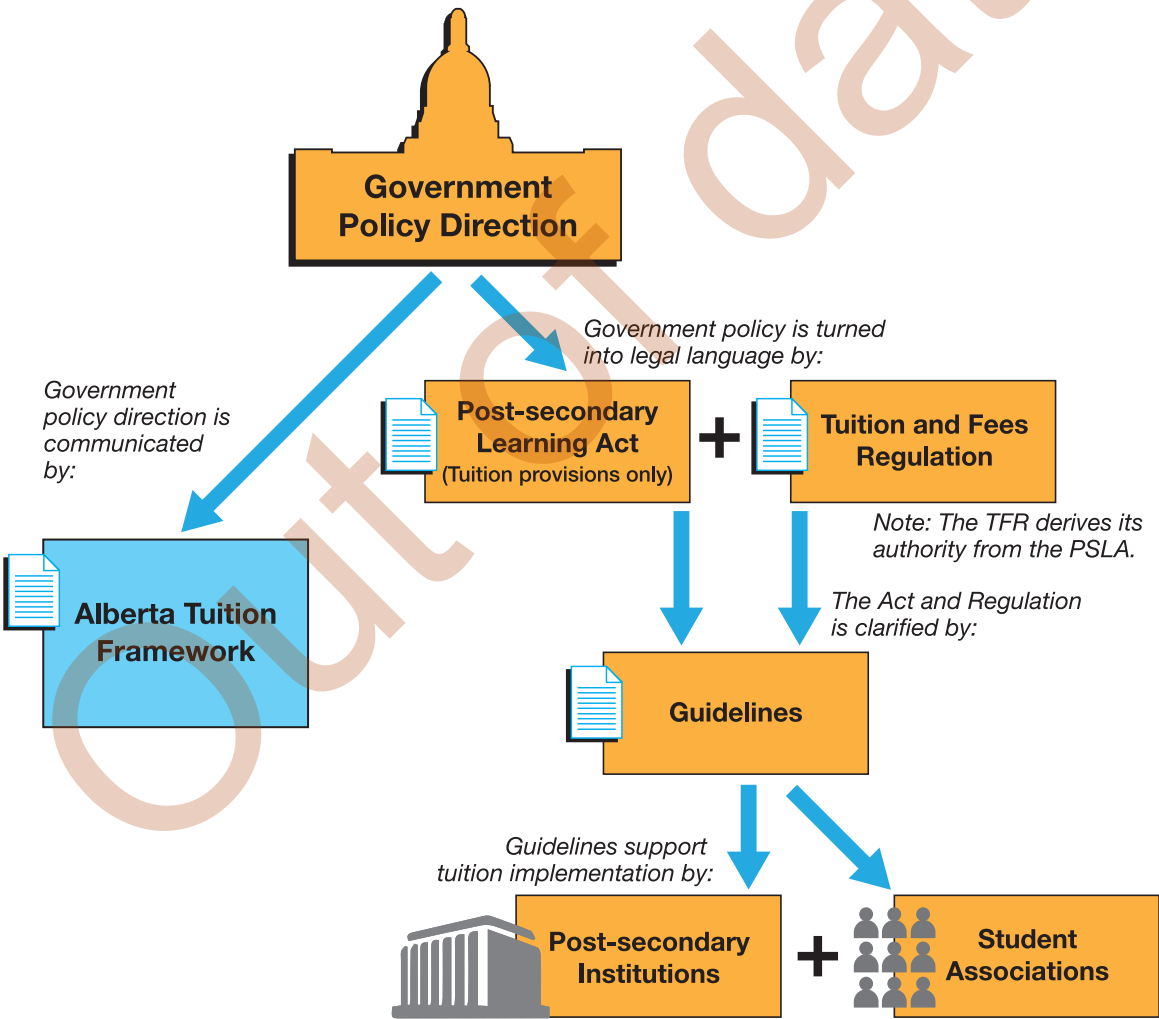 Out of dat
Government
Policy Direction
Government policy is turned
into legal language by:
Government
policy direction is
communicated
by:
Post-secondary
Learning Act
(Tuition provisions only)
+
Tuition and Fees
Regulation
Note: The TFR derives its
authority from the PSLA.
Alberta Tuition
Framework
The Act and Regulation
is clarified by:
Guidelines
Guidelines support
tuition implementation by:
Post-secondary
Institutions
+
Student
Associations